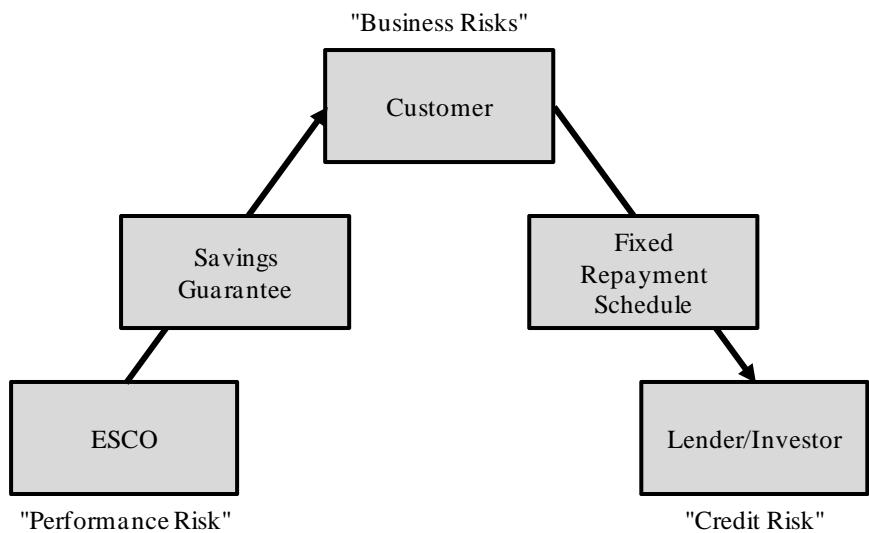 "Business Risks"
Customer
Savings
Guarantee
Fixed
Repayment
Schedule
ESCO
Lender/Investor
"Performance Risk"
"Credit Risk"